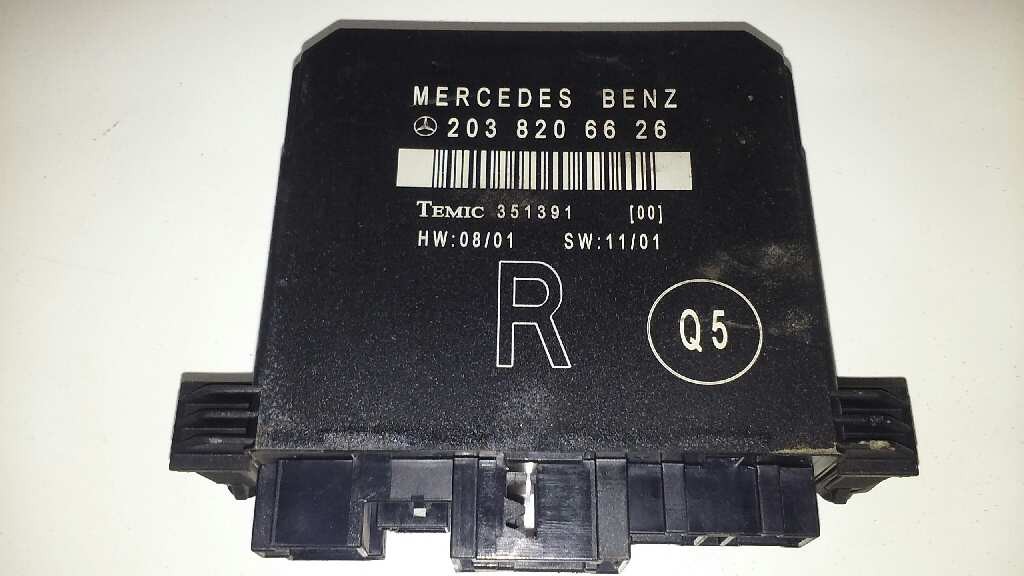 MERCEDES BENZ
203 820 66 26
TEMIC 351391 [00]
HW:08/01 SW:11/01
R
Q5